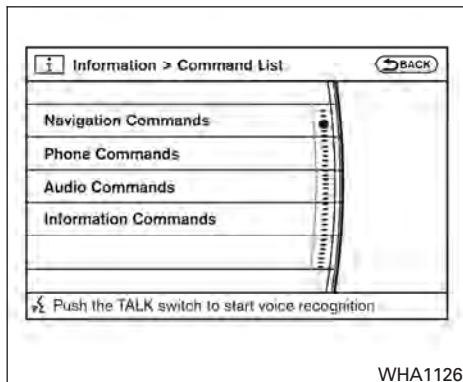 i Information > Command List BACK
Navigation Commands
Phone Commands
Audio Commands
Information Commands
Push the TALK switch to start voice recognition
WHA1126